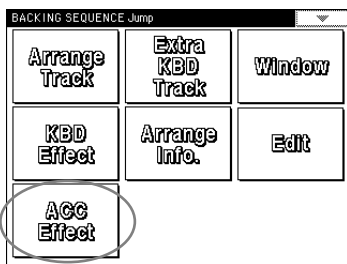 BACKING SEQUENCE Jump
Arrange
Track
Extra
KBD
Track
Window
KBD
Effect
Arrange
Info.
Edit
ACC
Effect